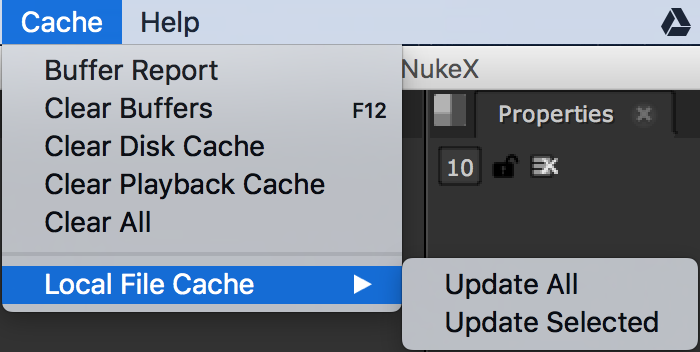 Cache Help
Buffer Report NukeX
Clear Buffers F12
Clear Disk Cache Properties
Clear Playback Cache 10
Clear All
Local File Cache Update All
Update Selected